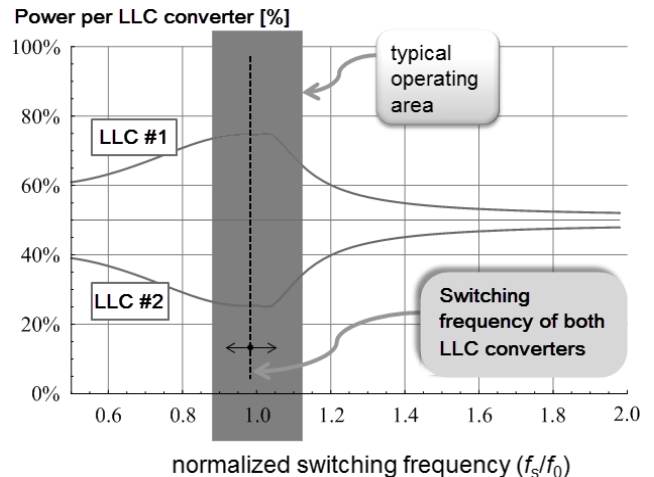 Power per LLC converter [%]
100%
80%
60%
40%
20%
0%
LLC #1
LLC #2
typical
operating
area
Switching
frequency of both
LLC converters
0.6 0.8 1.0 1.2 1.4 1.6 1.8 2.0
normalized switching frequency (fs/f0)